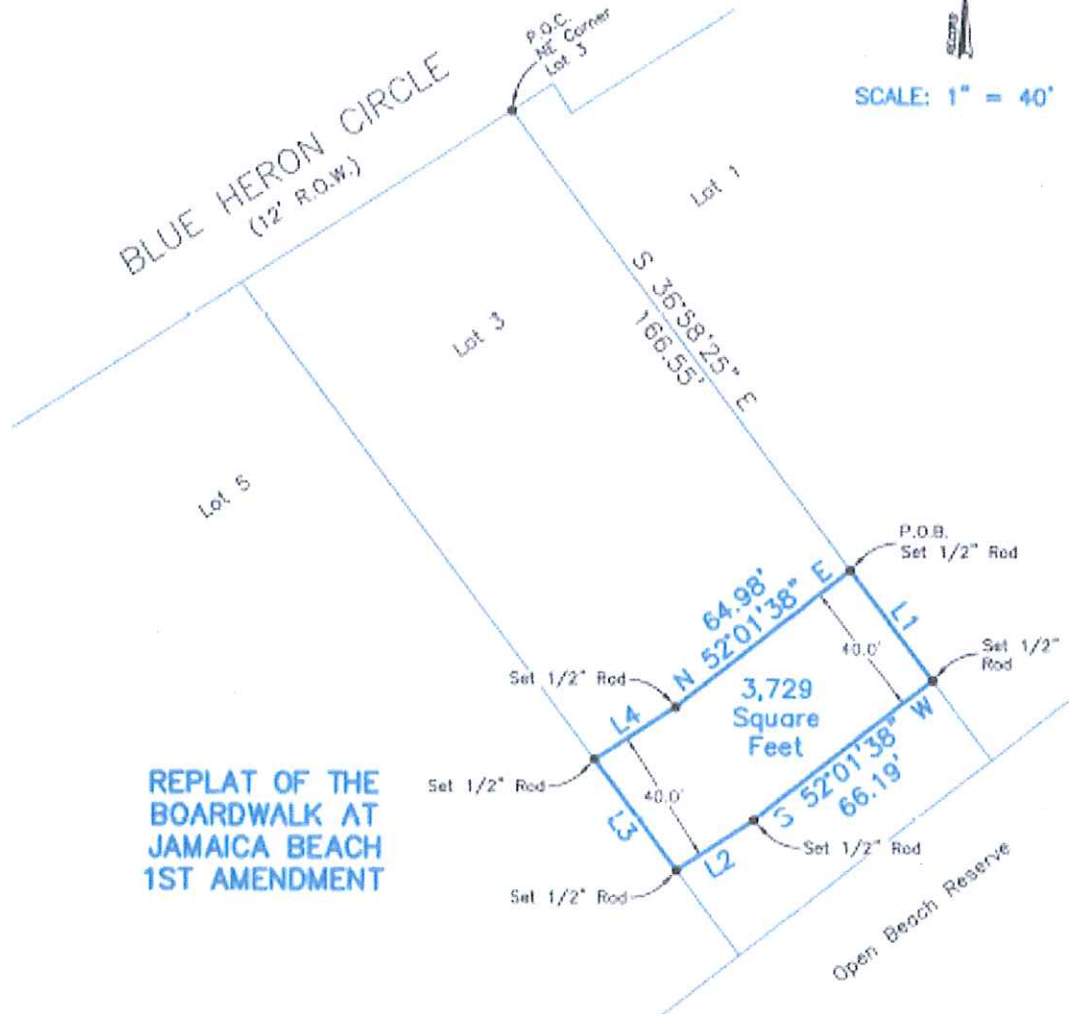 P.O.C.
NE Corner
Lot 3
SCALE: 1" = 40'
BLUE HERON CIRCLE
(12' R.O.W.)
Lot 1
S 36°58'25" E
166.55'
Lot 3
Lot 5
P.O.B.
Set 1/2" Rod
64.98'
N 52°01'38" E
L1
40.0'
Set 1/2"
Rod
Set 1/2" Rod
L4
3,729
Square
Feet
S 52°01'38" W
66.19'
Set 1/2" Rod
40.0'
L3
L2
Set 1/2" Rod
Set 1/2" Rod
REPLAT OF THE
BOARDWALK AT
JAMAICA BEACH
1ST AMENDMENT
Open Beach Reserve